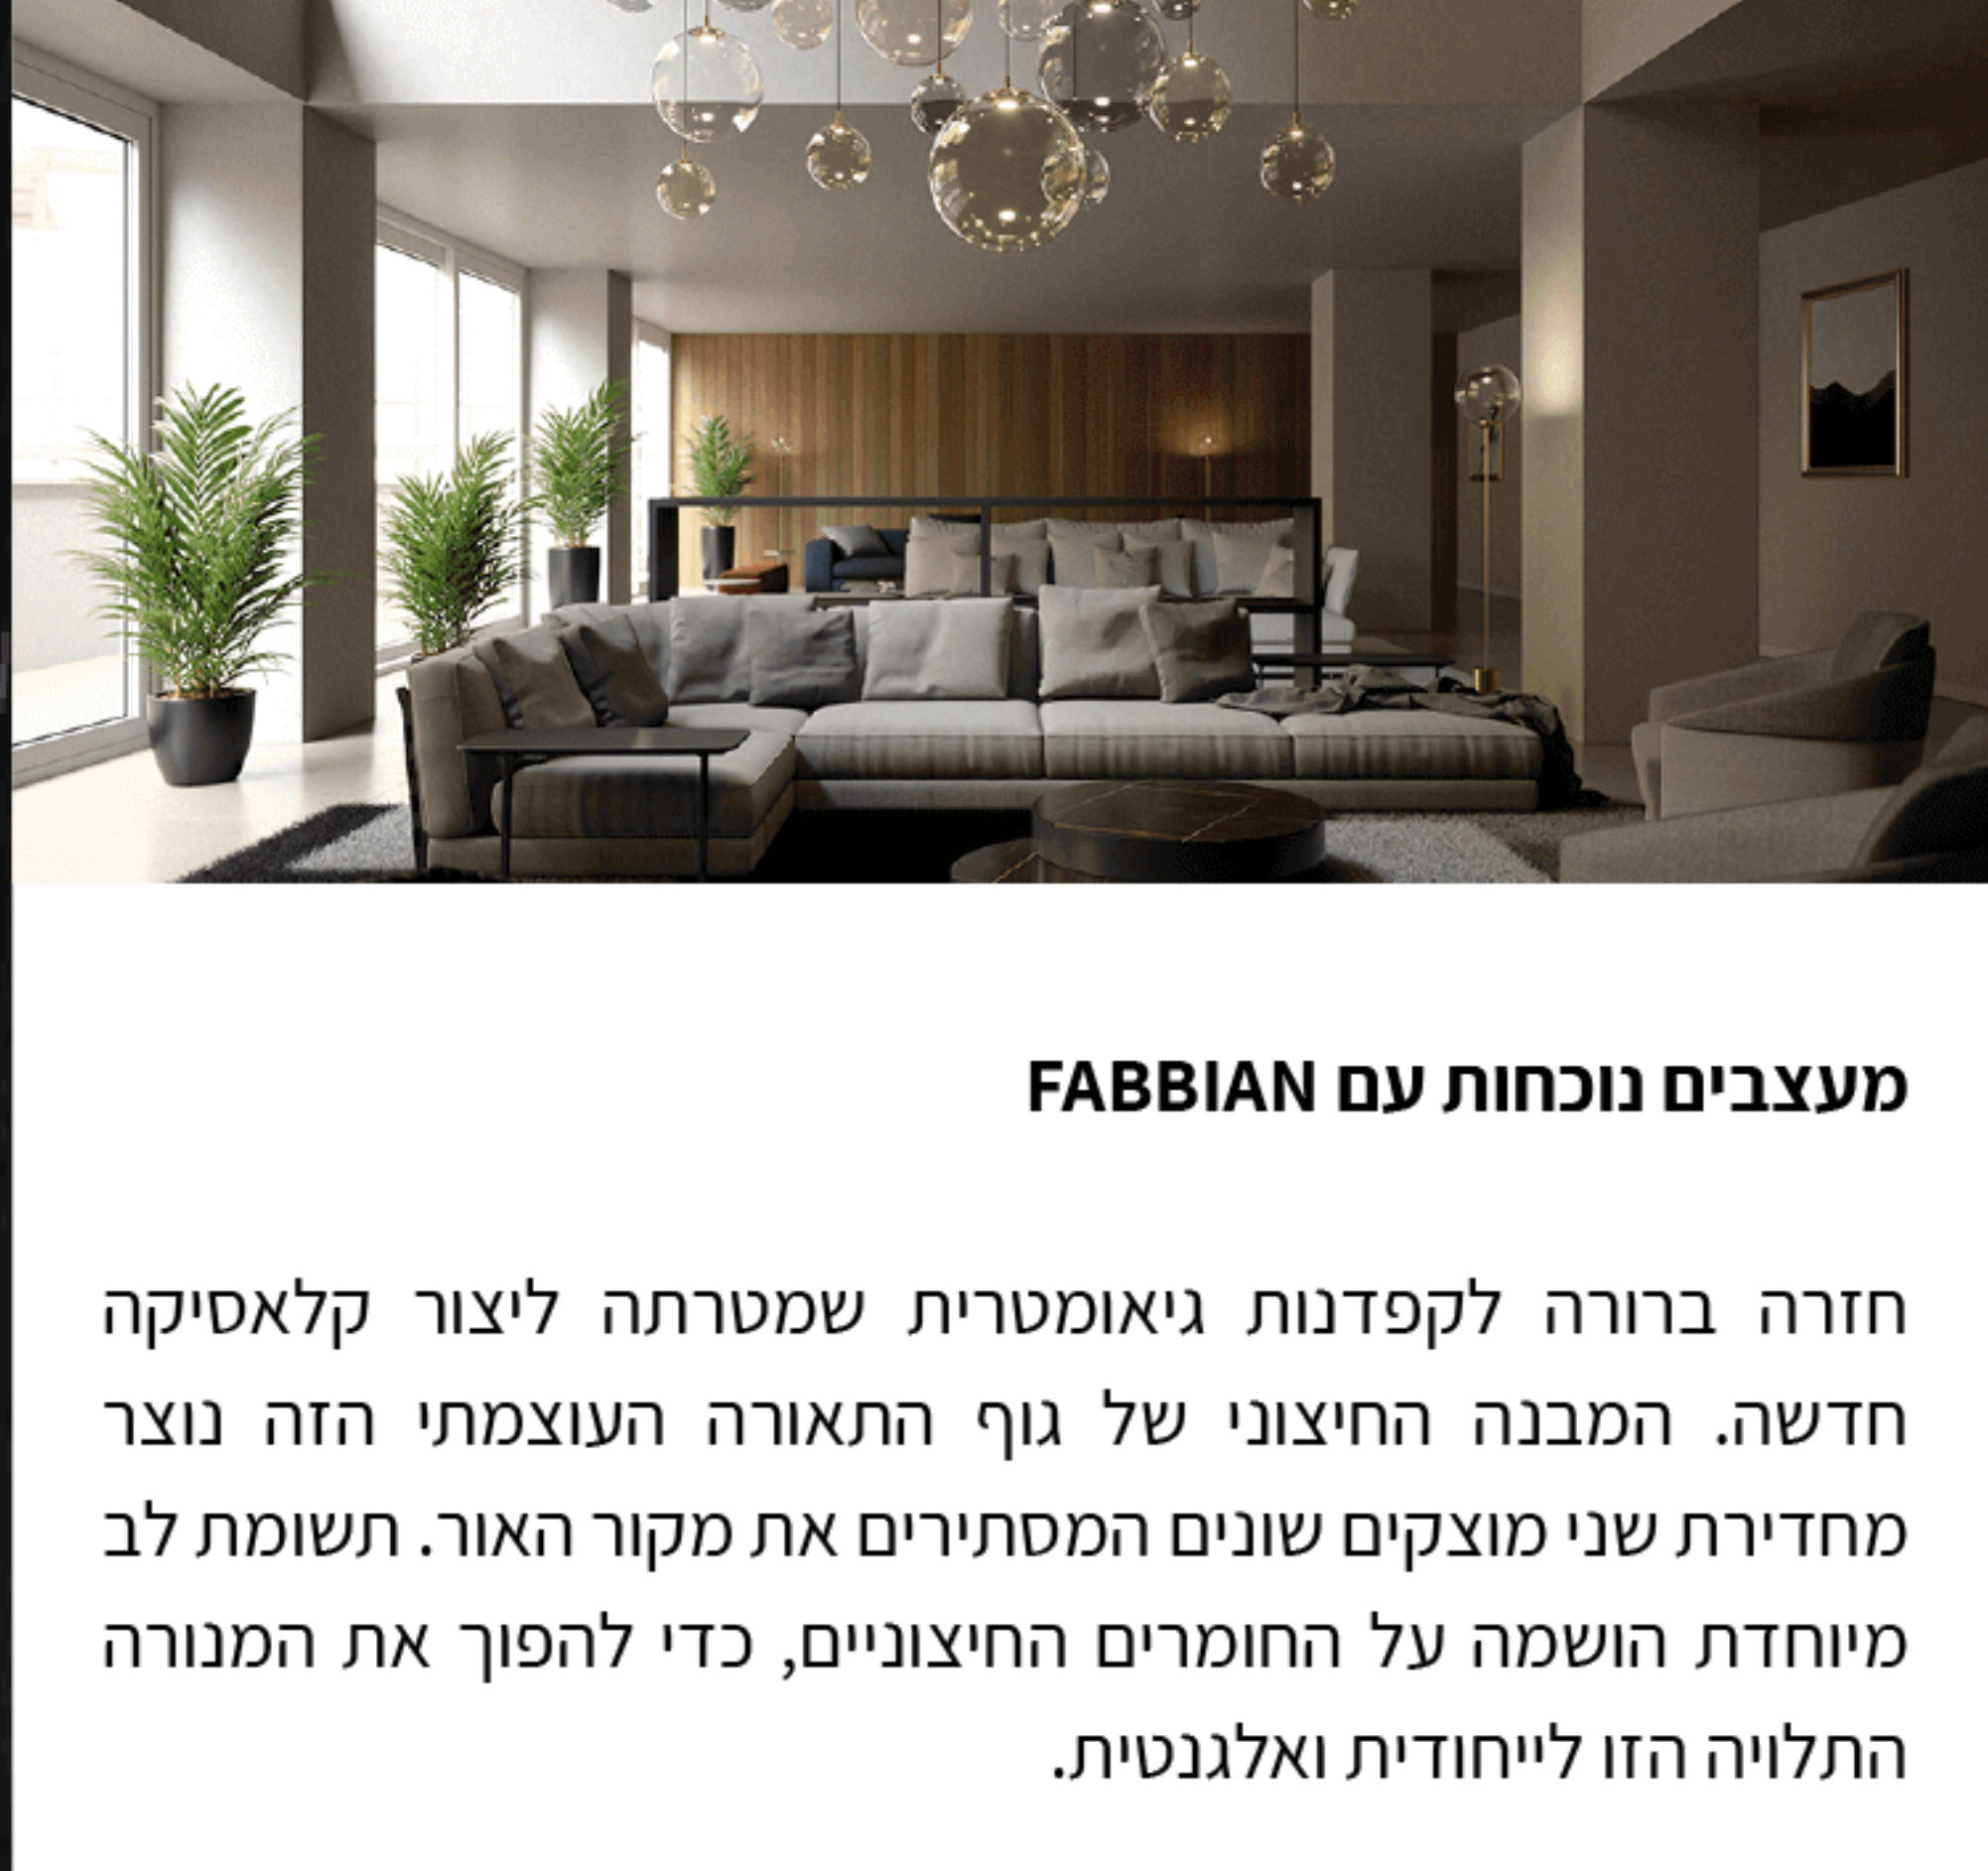 מעצבים נוכחות עם FABBIAN
חזרה ברורה לקפדנות גיאומטרית שמטרתה ליצור קלאסיקה
חדשה. המבנה החיצוני של גוף התאורה העוצמתי הזה נוצר
מחדירת שני מוצקים שונים המסתירים את מקור האור. תשומת לב
מיוחדת הושמה על החומרים החיצוניים, כדי להפוך את המנורה
התלויה הזו לייחודית ואלגנטית.